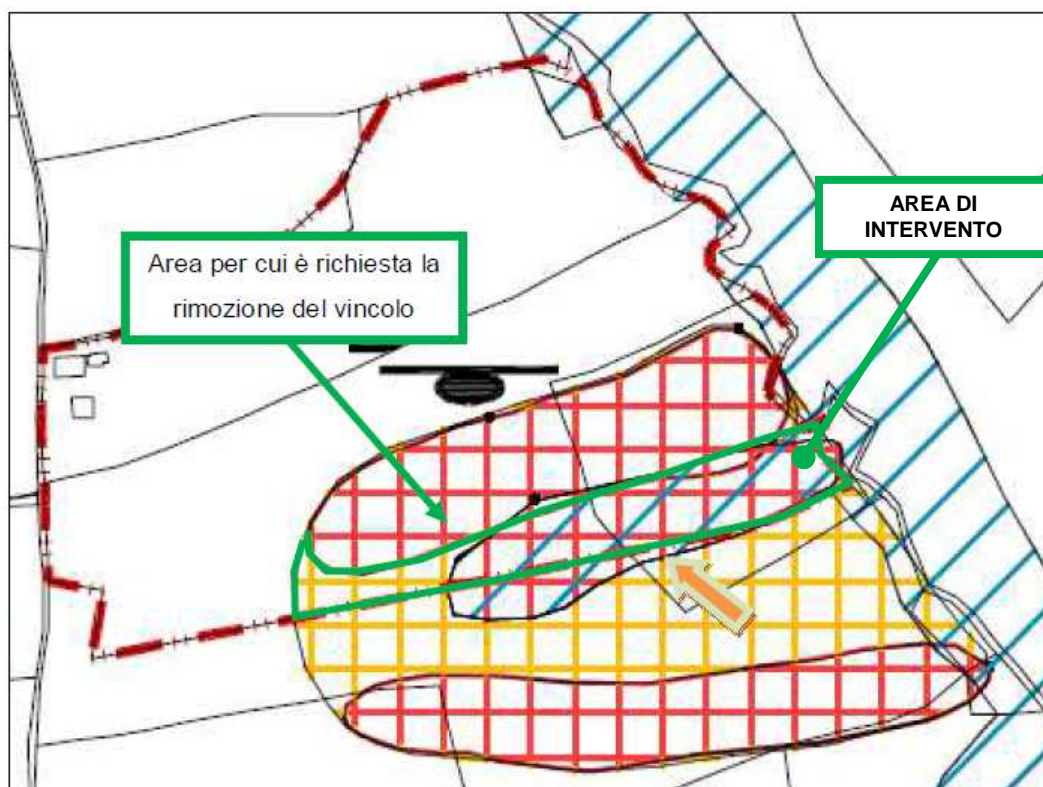 AREA DI
INTERVENTO
Area per cui è richiesta la
rimozione del vincolo